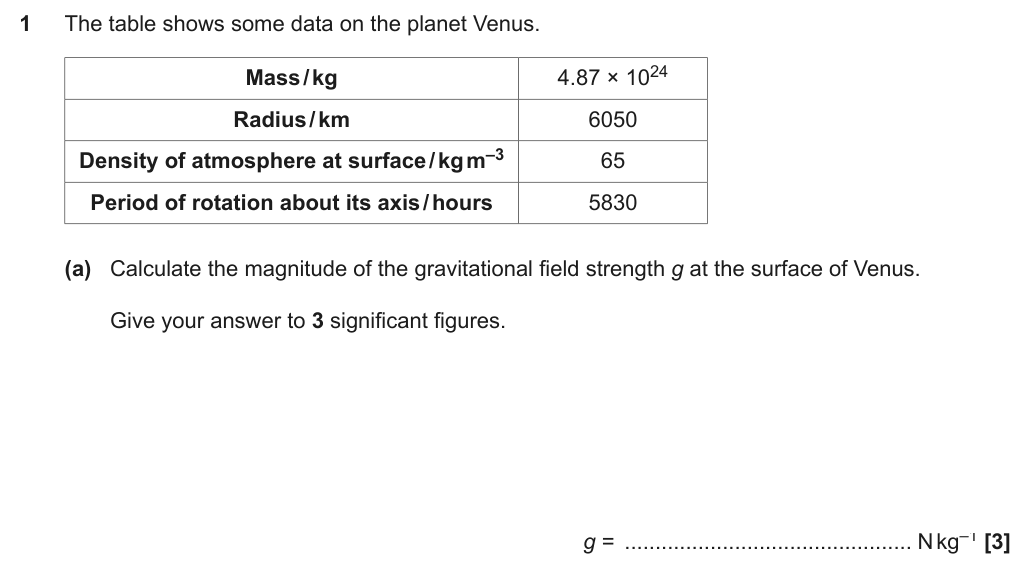 1 The table shows some data on the planet Venus.
Mass/kg 4.87 × 10²⁴
Radius/km 6050
Density of atmosphere at surface/kg m⁻³ 65
Period of rotation about its axis/hours 5830
(a) Calculate the magnitude of the gravitational field strength g at the surface of Venus.
Give your answer to 3 significant figures.
g = ............................................... N kg⁻¹ [3]